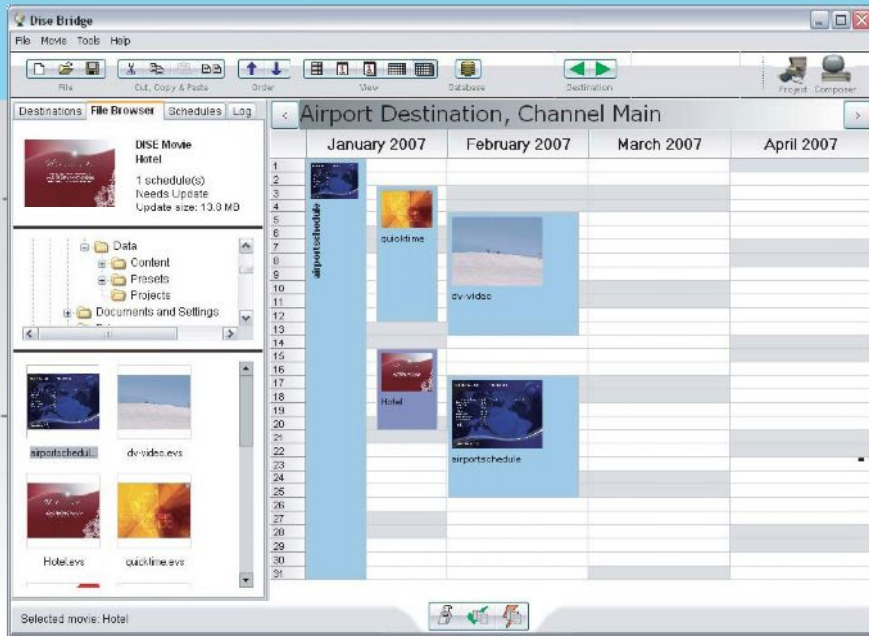 Dise Bridge
File Movie Tools Help
File
Cut, Copy & Paste
Order
View
Database
Destination
Project Composer
Destinations File Browser Schedules Log
Airport Destination, Channel Main
DISE Movie
Hotel
1 schedule(s)
Needs Update
Update size: 13.8 MB
Data
Content
Presets
Projects
Documents and Settings
January 2007 February 2007 March 2007 April 2007
1
2
3
4
5
6
7
8
9
10
11
12
13
14
15
16
17
18
19
20
21
22
23
24
25
26
27
28
29
30
31
airportschedule
quicktime
dv-video
Hotel
airportschedule
airportschedul...
dv-video.evs
Hotel.evs
quicktime.evs
Selected movie: Hotel